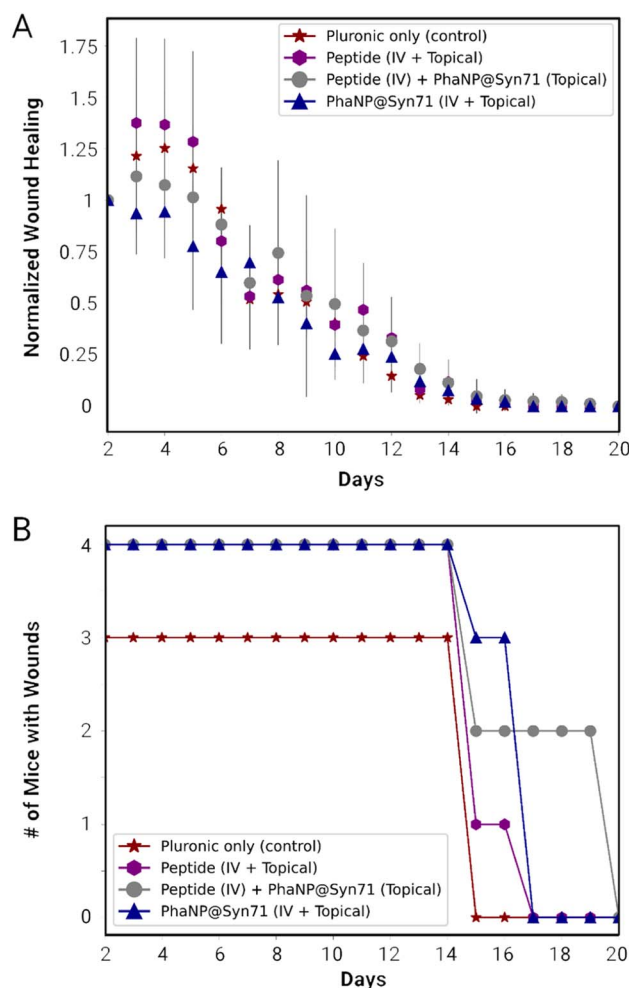 A
Normalized Wound Healing
1.75
1.5
1.25
1
0.75
0.5
0.25
0
Pluronic only (control)
Peptide (IV + Topical)
Peptide (IV) + PhaNP@Syn71 (Topical)
PhaNP@Syn71 (IV + Topical)
2 4 6 8 10 12 14 16 18 20
Days
B
# of Mice with Wounds
4
3
2
1
0
Pluronic only (control)
Peptide (IV + Topical)
Peptide (IV) + PhaNP@Syn71 (Topical)
PhaNP@Syn71 (IV + Topical)
2 4 6 8 10 12 14 16 18 20
Days